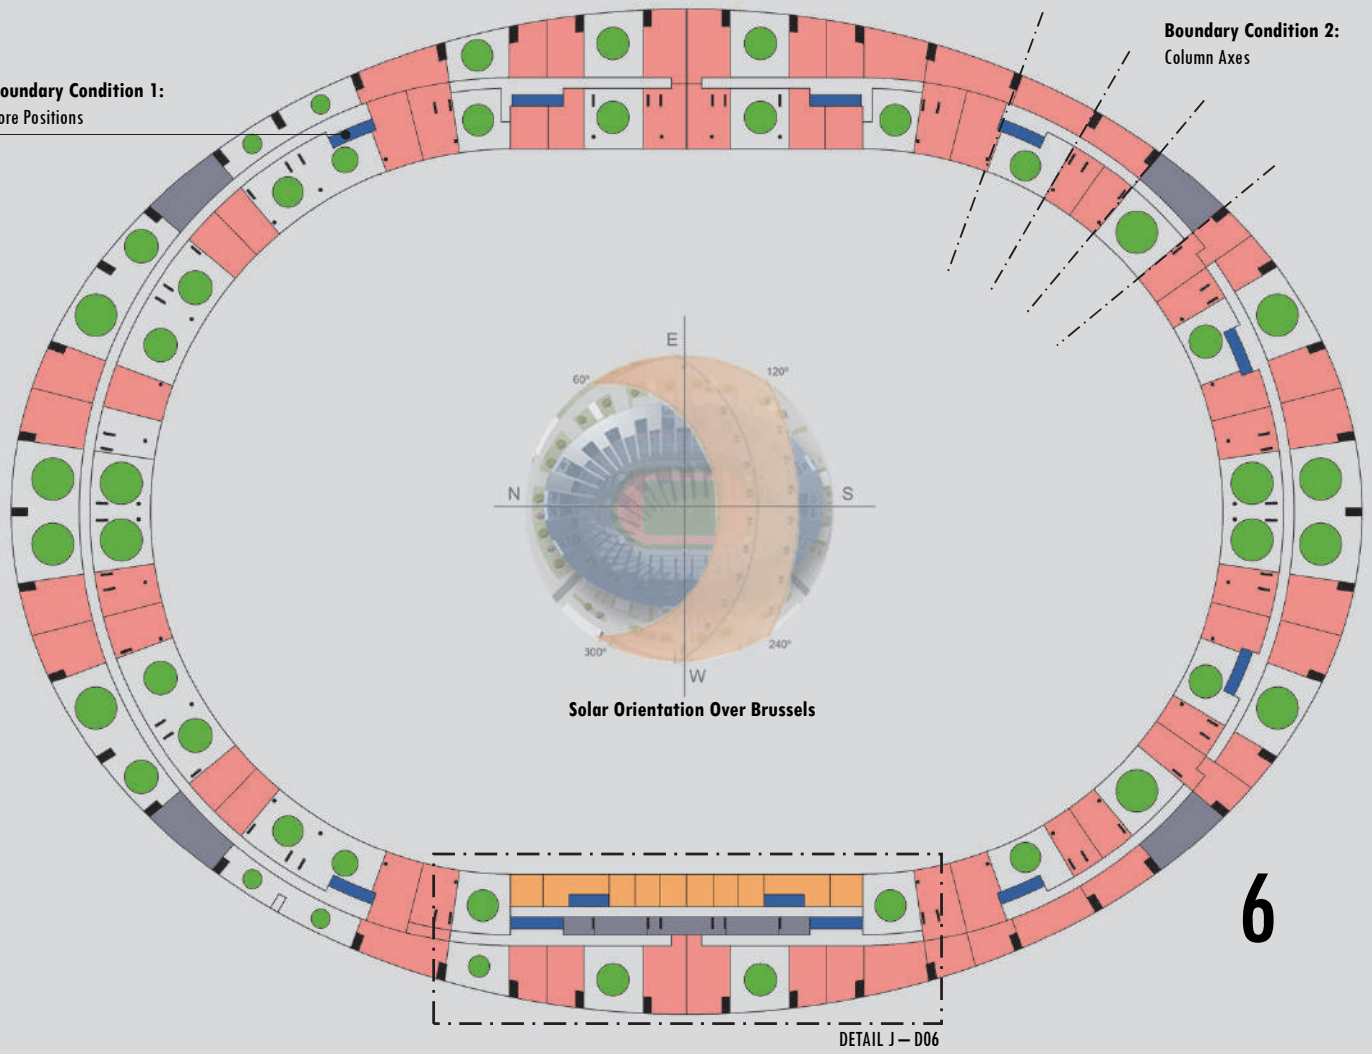 Boundary Condition 2:
Column Axes
oundary Condition 1:
ore Positions
E
60°
120°
N
S
300°
240°
W
Solar Orientation Over Brussels
6
DETAIL J – D06